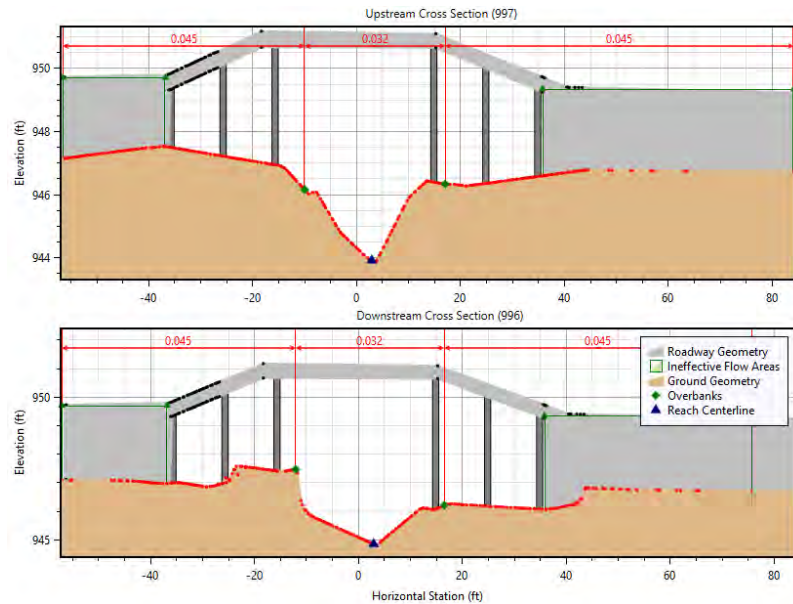 Upstream Cross Section (997)
0.045 0.032 0.045
950
948
946
944
Elevation (ft)
-40 -20 0 20 40 60 80
Downstream Cross Section (996)
0.045 0.032 0.045
Roadway Geometry
Ineffective Flow Areas
Ground Geometry
Overbanks
Reach Centerline
950
945
Elevation (ft)
-40 -20 0 20 40 60 80
Horizontal Station (ft)